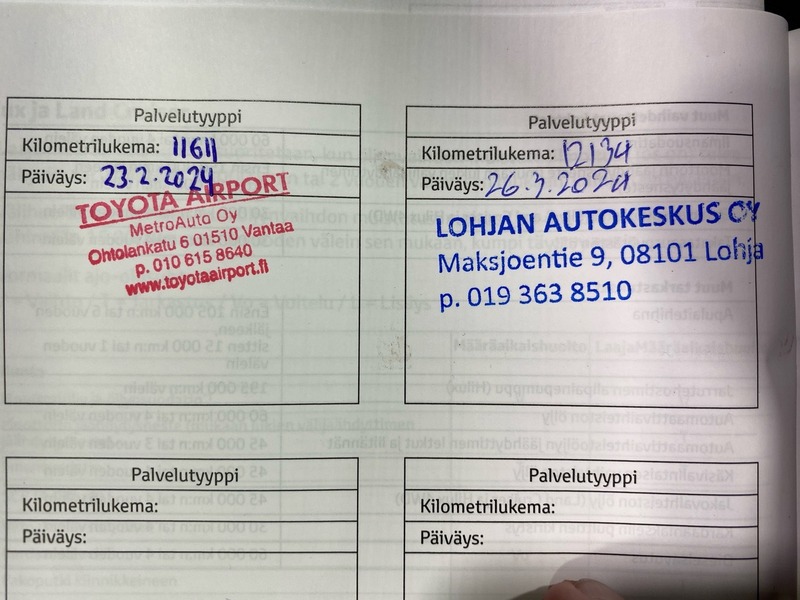 Palvelutyyppi
Kilometrilukema: 11611
Päiväys: 23.2.2024
TOYOTA AIRPORT
MetroAuto Oy
Ohtolankatu 6 01510 Vantaa
p. 010 615 8640
www.toyotaairport.fi
Palvelutyyppi
Kilometrilukema: 12134
Päiväys: 26.3.2024
LOHJAN AUTOKESKUS OY
Maksjoentie 9, 08101 Lohja
p. 019 363 8510
Palvelutyyppi
Kilometrilukema:
Päiväys:
Palvelutyyppi
Kilometrilukema:
Päiväys: